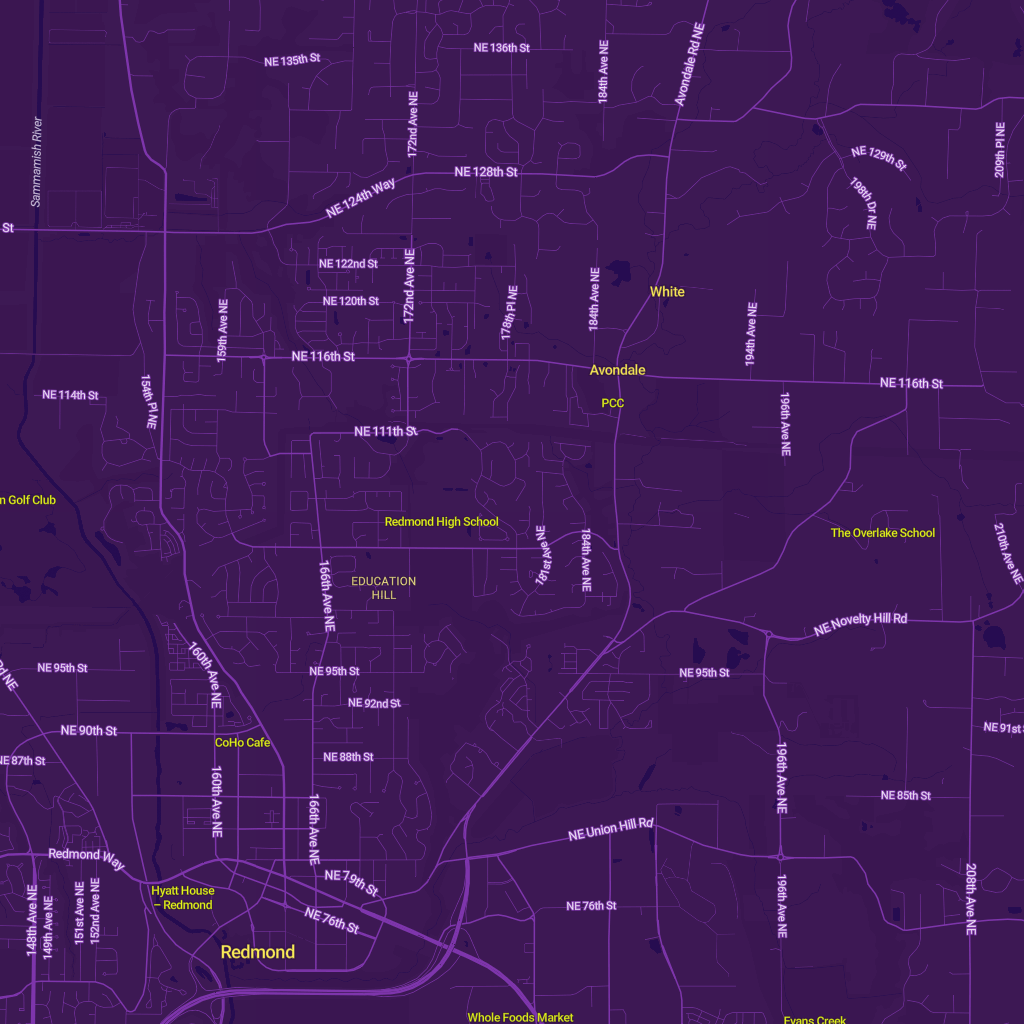 NE 136th St
NE 135th St
184th Ave NE
Avondale Rd NE
172nd Ave NE
Sammamish River
209th Pl NE
NE 129th St
NE 128th St
NE 124th Way
198th Dr NE
St
NE 122nd St
172nd Ave NE
184th Ave NE
White
NE 120th St
178th Pl NE
159th Ave NE
194th Ave NE
NE 116th St
Avondale
NE 116th St
NE 114th St
154th Pl NE
PCC
196th Ave NE
NE 111th St
n Golf Club
Redmond High School
The Overlake School
181st Ave NE
184th Ave NE
210th Ave NE
166th Ave NE
EDUCATION
HILL
NE Novelty Hill Rd
160th Ave NE
NE 95th St
NE 95th St
NE 95th St
Rd NE
NE 92nd St
NE 90th St
NE 91st
CoHo Cafe
NE 88th St
NE 87th St
196th Ave NE
160th Ave NE
166th Ave NE
NE 85th St
NE Union Hill Rd
Redmond Way
NE 79th St
Hyatt House
– Redmond
148th Ave NE
149th Ave NE
151st Ave NE
152nd Ave NE
NE 76th St
NE 76th St
196th Ave NE
208th Ave NE
Redmond
Whole Foods Market
Evans Creek